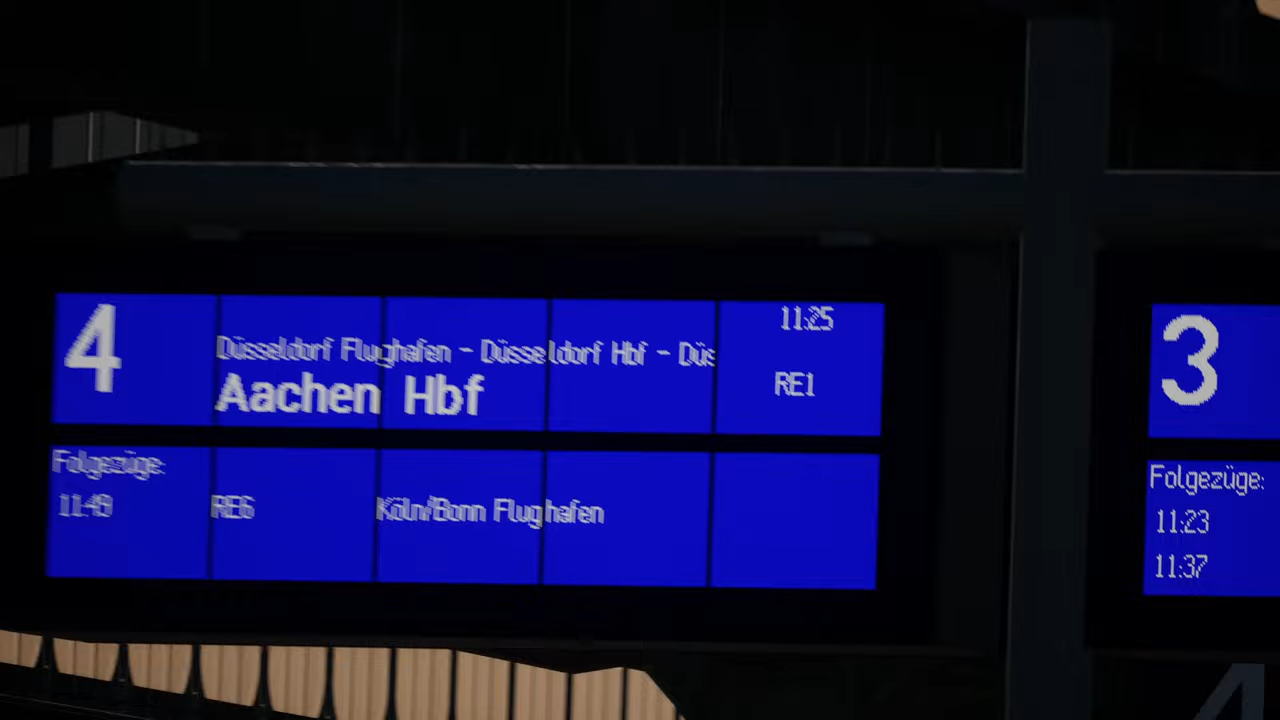 4
Düsseldorf Flughafen - Düsseldorf Hbf - Düs
Aachen Hbf
11:25
RE1
Folgezüge:
11:49 RE6 Köln/Bonn Flughafen
3
Folgezüge:
11:23
11:37
4